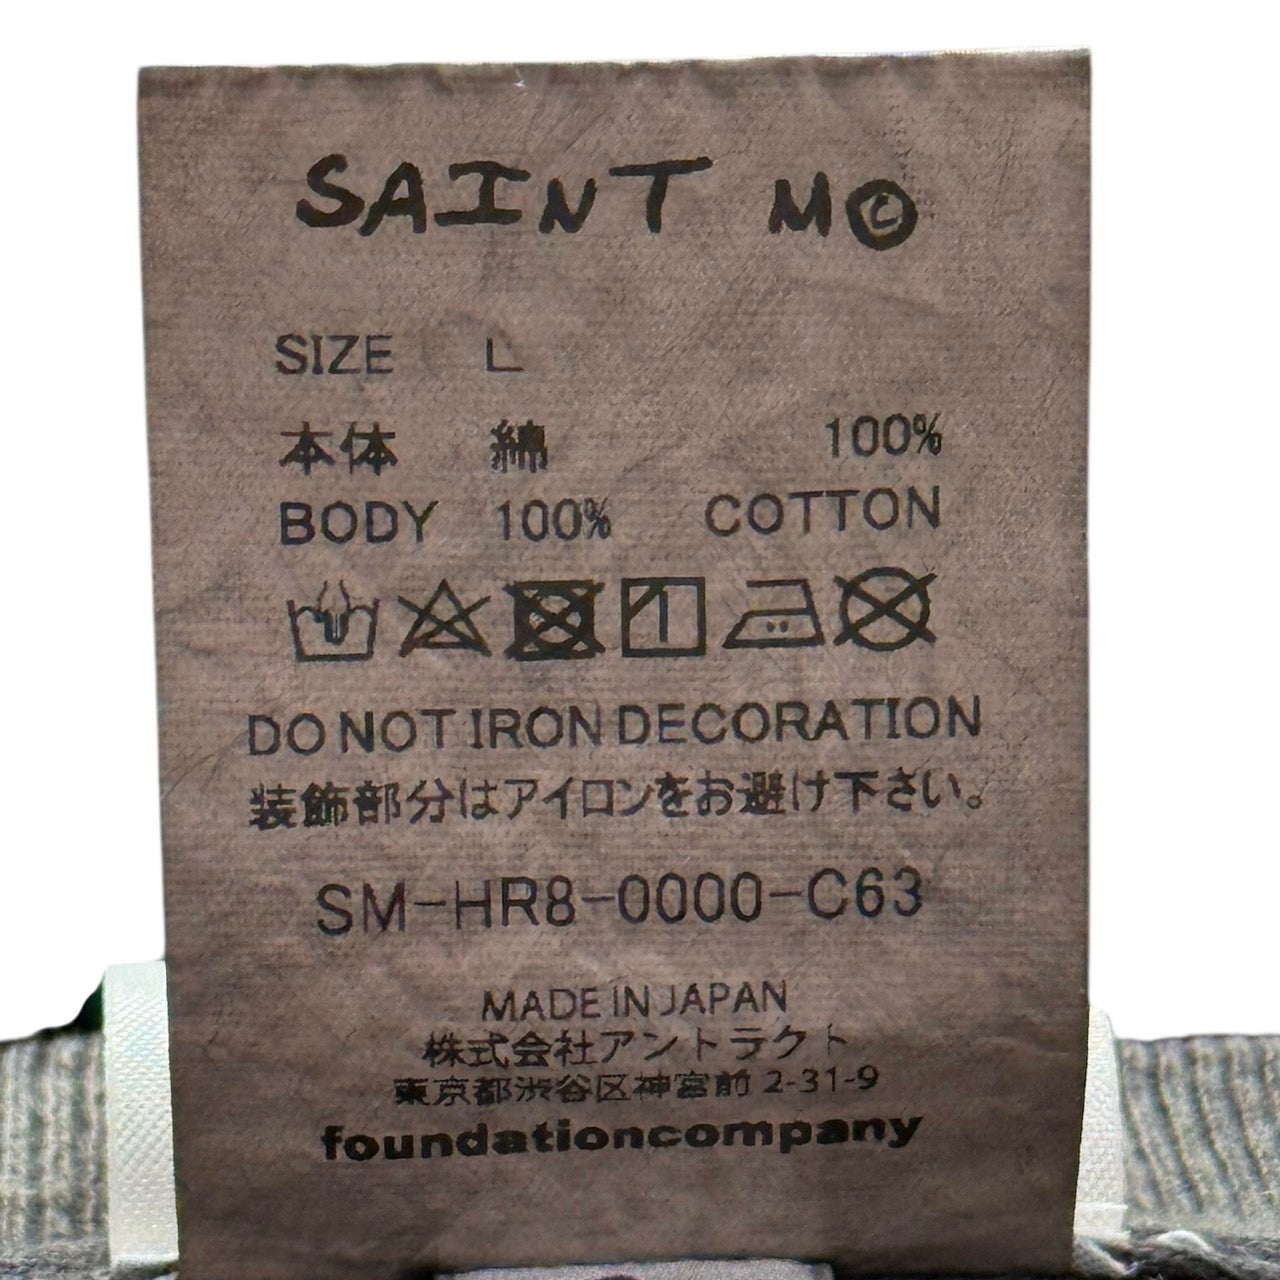 SAINT M©
SIZE L
本体 綿 100%
BODY 100% COTTON
DO NOT IRON DECORATION
装飾部分はアイロンをお避け下さい。
SM-HR8-0000-C63
MADE IN JAPAN
株式会社アントラクト
東京都渋谷区神宮前 2-31-9
foundationcompany